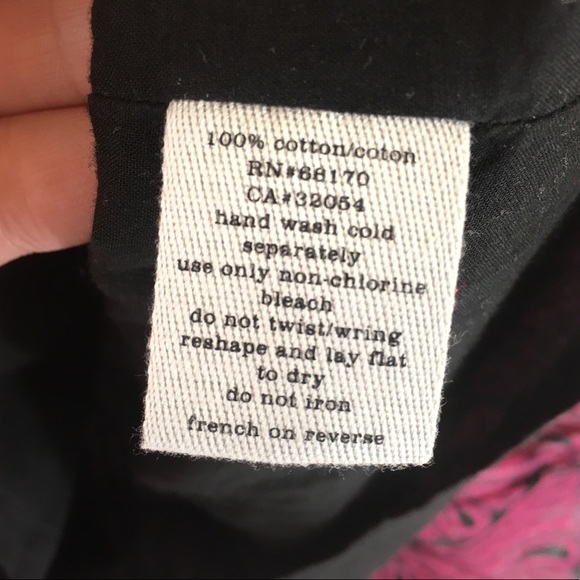 100% cotton/coton
RN#68170
CA#32054
hand wash cold
separately
use only non-chlorine
bleach
do not twist/wring
reshape and lay flat
to dry
do not iron
french on reverse